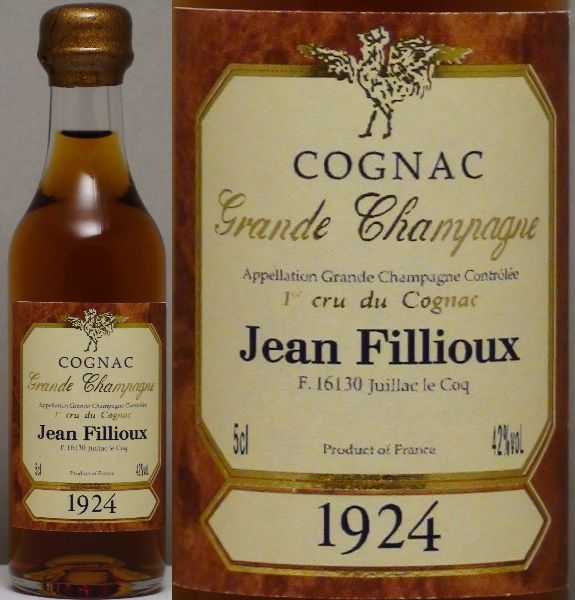 COGNAC
Grande Champagne
Appellation Grande Champagne Contrôlée
1er cru du Cognac
Jean Fillioux
F. 16130 Juillac le Coq
5cl Product of France 42%vol.
1924
COGNAC
Grande Champagne
Appellation Grande Champagne Contrôlée
1er cru du Cognac
Jean Fillioux
F. 16130 Juillac le Coq
5cl Product of France 42%vol.
1924